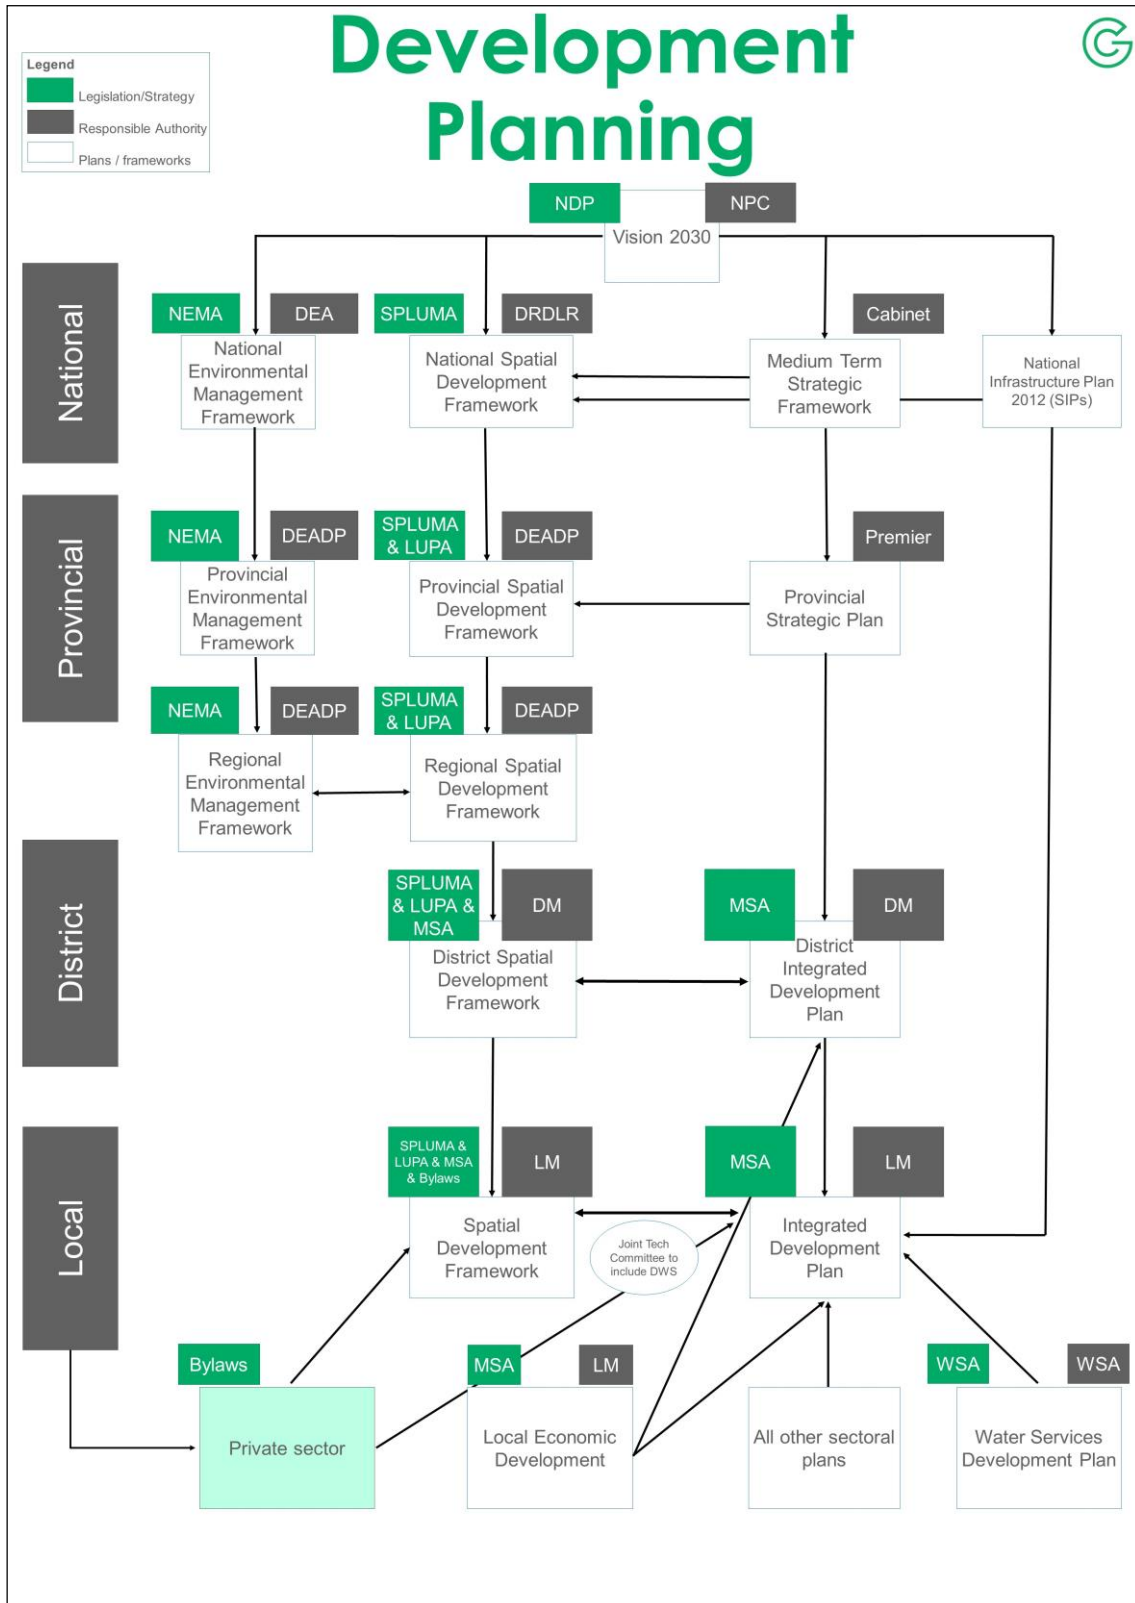 Development
Planning
Legend
Legislation/Strategy
Responsible Authority
Plans / frameworks
NDP
NPC
Vision 2030
National
NEMA
DEA
National
Environmental
Management
Framework
SPLUMA
DRDLR
National Spatial
Development
Framework
Cabinet
Medium Term
Strategic
Framework
National
Infrastructure Plan
2012 (SIPs)
Provincial
NEMA
DEADP
Provincial
Environmental
Management
Framework
SPLUMA
& LUPA
DEADP
Provincial Spatial
Development
Framework
Premier
Provincial
Strategic Plan
NEMA
DEADP
Regional
Environmental
Management
Framework
SPLUMA
& LUPA
DEADP
Regional Spatial
Development
Framework
District
SPLUMA
& LUPA &
MSA
DM
District Spatial
Development
Framework
MSA
DM
District
Integrated
Development
Plan
Local
SPLUMA &
LUPA & MSA
& Bylaws
LM
Spatial
Development
Framework
Joint Tech
Committee to
include DWS
MSA
LM
Integrated
Development
Plan
Bylaws
Private sector
MSA
LM
Local Economic
Development
All other sectoral
plans
WSA
WSA
Water Services
Development Plan